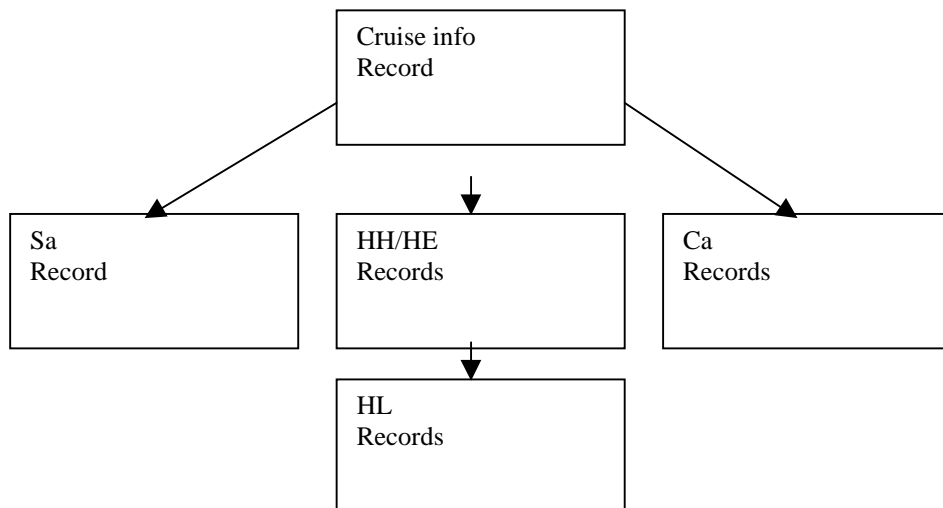 Cruise info
Record
Sa
Record
HH/HE
Records
Ca
Records
HL
Records